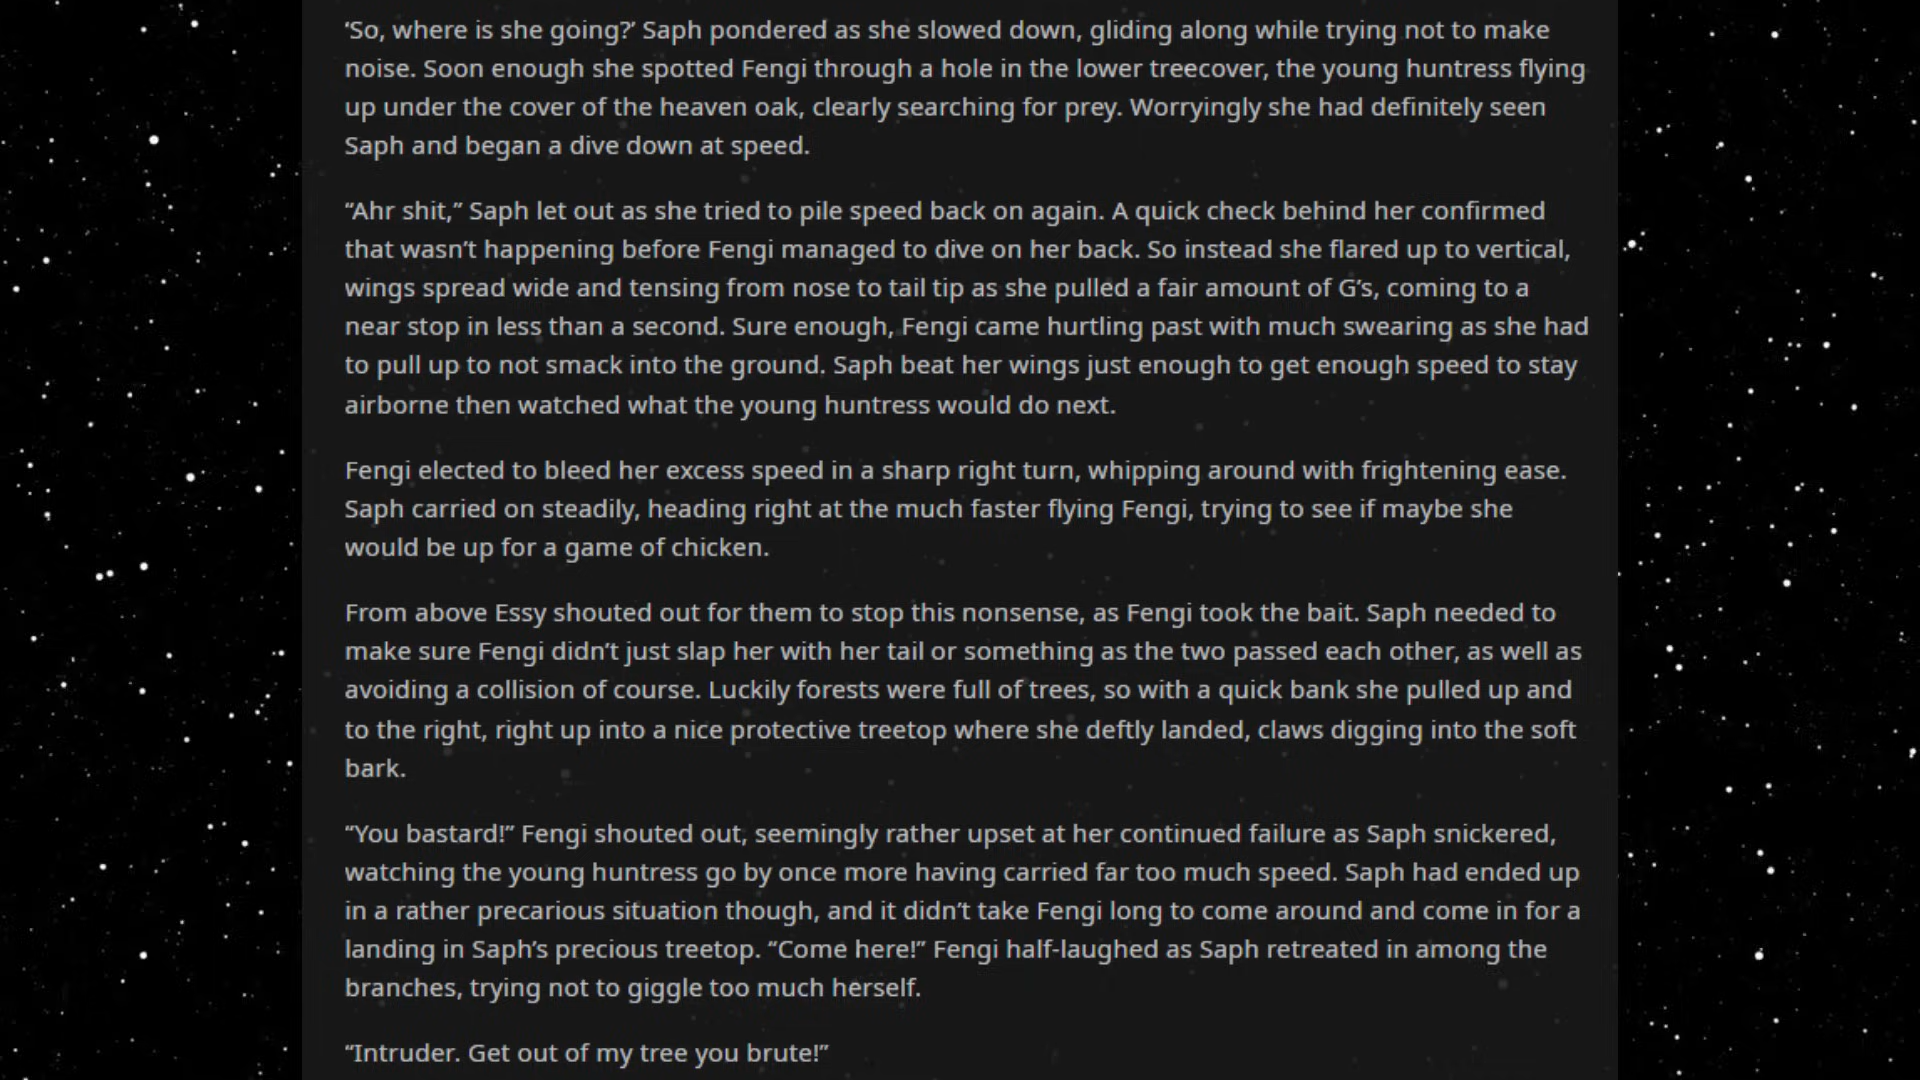 ‘So, where is she going?’ Saph pondered as she slowed down, gliding along while trying not to make
noise. Soon enough she spotted Fengi through a hole in the lower treecover, the young huntress flying
up under the cover of the heaven oak, clearly searching for prey. Worryingly she had definitely seen
Saph and began a dive down at speed.
“Ahr shit,” Saph let out as she tried to pile speed back on again. A quick check behind her confirmed
that wasn’t happening before Fengi managed to dive on her back. So instead she flared up to vertical,
wings spread wide and tensing from nose to tail tip as she pulled a fair amount of G’s, coming to a
near stop in less than a second. Sure enough, Fengi came hurtling past with much swearing as she had
to pull up to not smack into the ground. Saph beat her wings just enough to get enough speed to stay
airborne then watched what the young huntress would do next.
Fengi elected to bleed her excess speed in a sharp right turn, whipping around with frightening ease.
Saph carried on steadily, heading right at the much faster flying Fengi, trying to see if maybe she
would be up for a game of chicken.
From above Essy shouted out for them to stop this nonsense, as Fengi took the bait. Saph needed to
make sure Fengi didn’t just slap her with her tail or something as the two passed each other, as well as
avoiding a collision of course. Luckily forests were full of trees, so with a quick bank she pulled up and
to the right, right up into a nice protective treetop where she deftly landed, claws digging into the soft
bark.
“You bastard!” Fengi shouted out, seemingly rather upset at her continued failure as Saph snickered,
watching the young huntress go by once more having carried far too much speed. Saph had ended up
in a rather precarious situation though, and it didn’t take Fengi long to come around and come in for a
landing in Saph’s precious treetop. “Come here!” Fengi half-laughed as Saph retreated in among the
branches, trying not to giggle too much herself.
“Intruder. Get out of my tree you brute!”